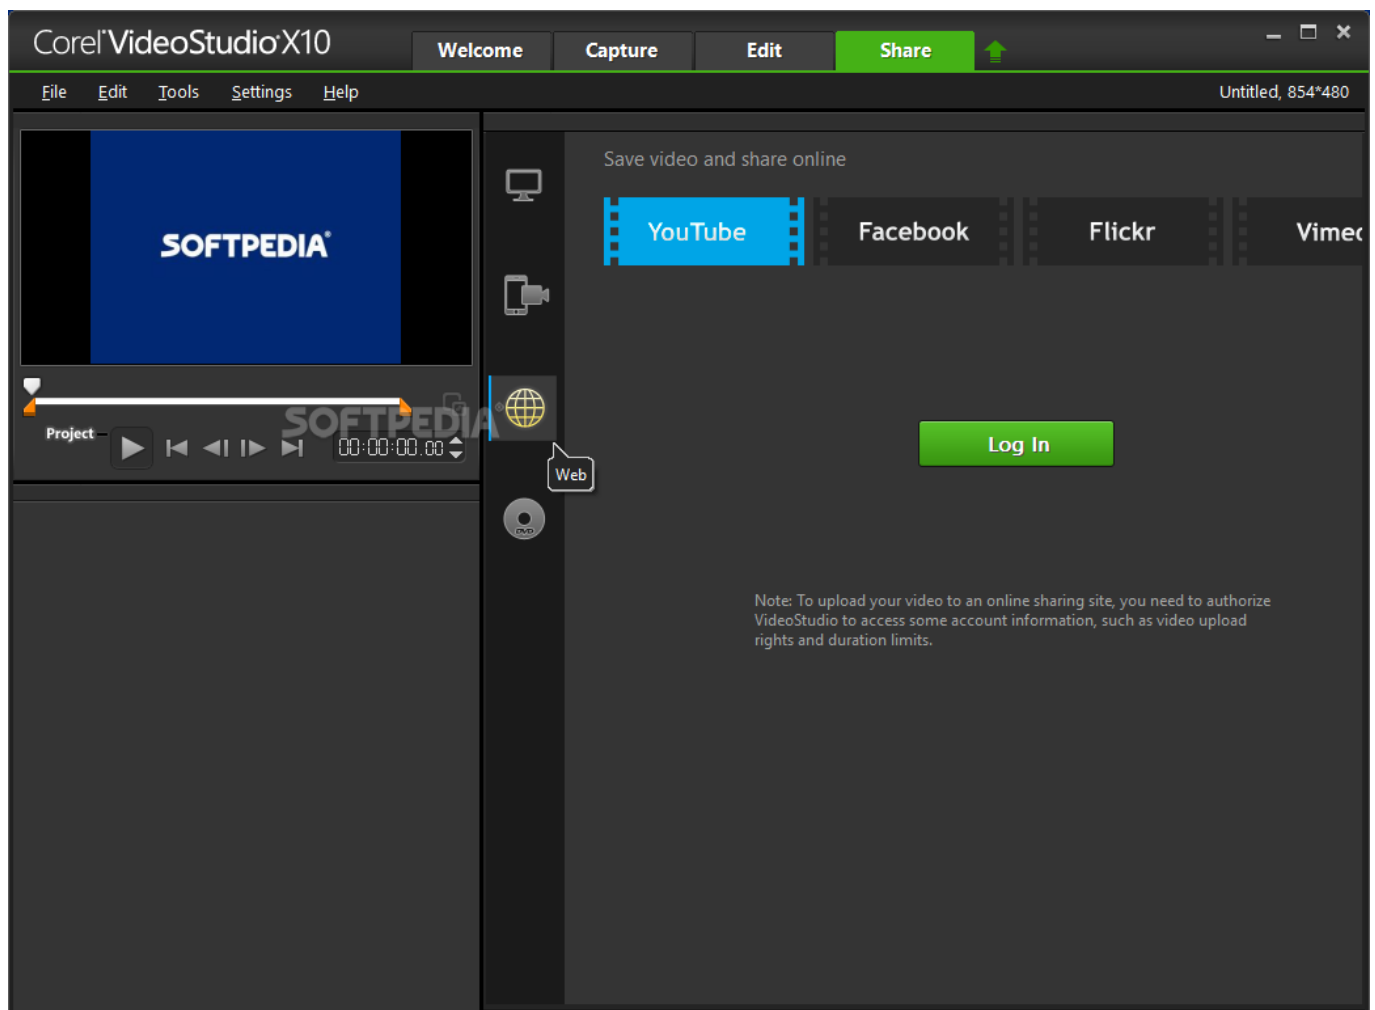 Corel VideoStudio X10
Welcome
Capture
Edit
Share
File
Edit
Tools
Settings
Help
Untitled, 854*480
SOFTPEDIA®
Save video and share online
YouTube
Facebook
Flickr
Vimeo
SOFTPEDIA®
Project
00:00:00.00
Web
DVD
Log In
Note: To upload your video to an online sharing site, you need to authorize
VideoStudio to access some account information, such as video upload
rights and duration limits.